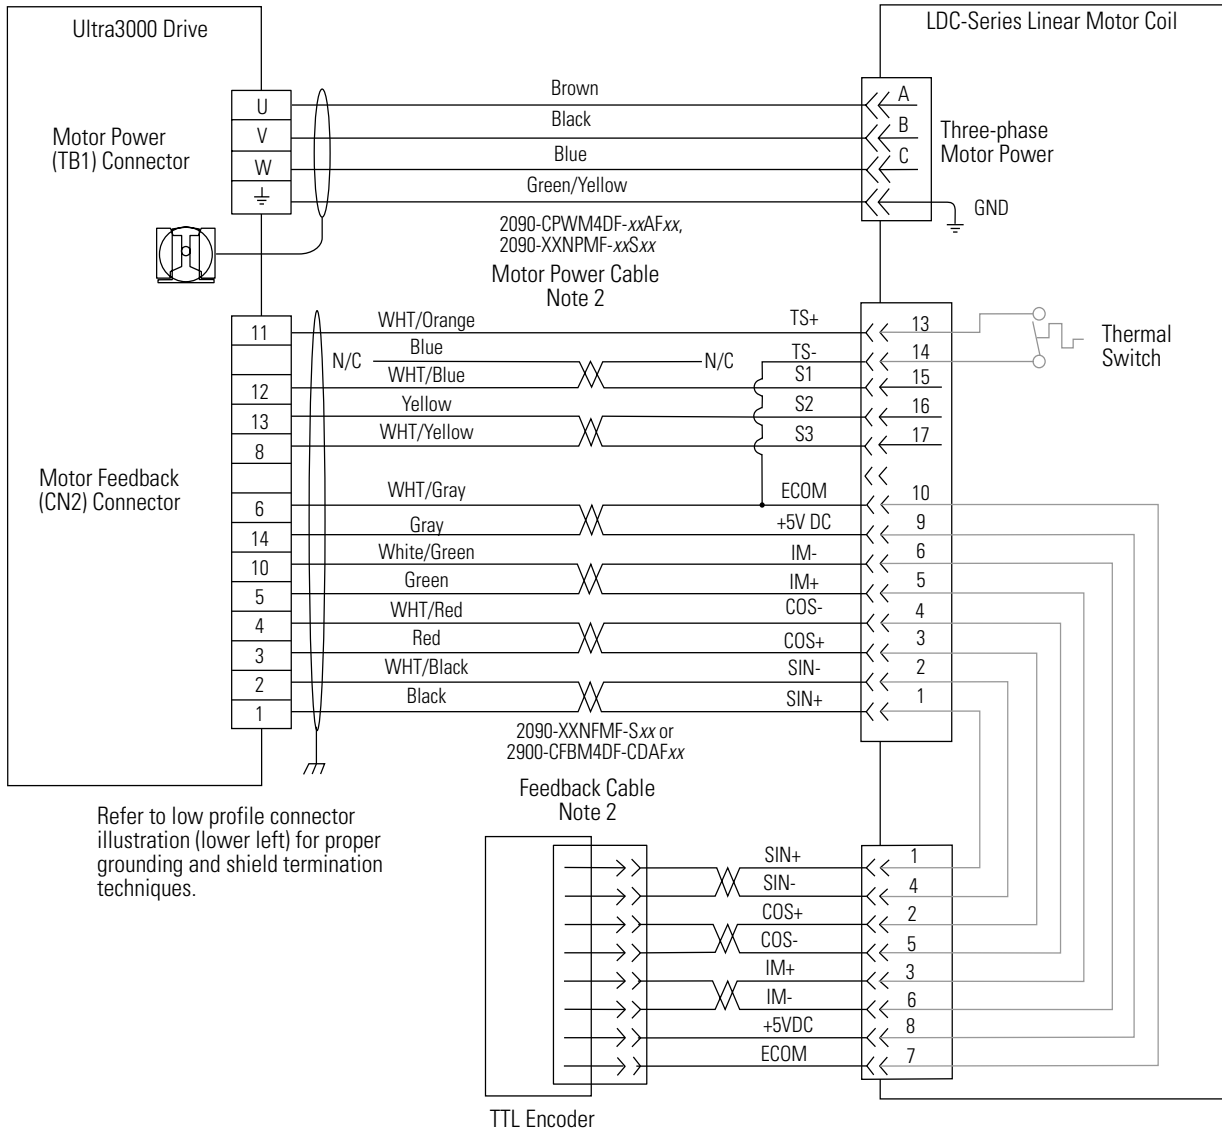 Ultra3000 Drive
LDC-Series Linear Motor Coil
Motor Power
(TB1) Connector
U
V
W
Brown
Black
Blue
Green/Yellow
A
B
C
Three-phase
Motor Power
GND
2090-CPWM4DF-xxAFxx,
2090-XXNPMF-xxSxx
Motor Power Cable
Note 2
Motor Feedback
(CN2) Connector
11
12
13
8
6
14
10
5
4
3
2
1
WHT/Orange
N/C
Blue
N/C
WHT/Blue
Yellow
WHT/Yellow
WHT/Gray
Gray
White/Green
Green
WHT/Red
Red
WHT/Black
Black
TS+
TS-
S1
S2
S3
ECOM
+5V DC
IM-
IM+
COS-
COS+
SIN-
SIN+
13
14
15
16
17
10
9
6
5
4
3
2
1
Thermal
Switch
2090-XXNFMF-Sxx or
2900-CFBM4DF-CDAFxx
Feedback Cable
Note 2
Refer to low profile connector
illustration (lower left) for proper
grounding and shield termination
techniques.
SIN+
SIN-
COS+
COS-
IM+
IM-
+5VDC
ECOM
1
4
2
5
3
6
8
7
TTL Encoder